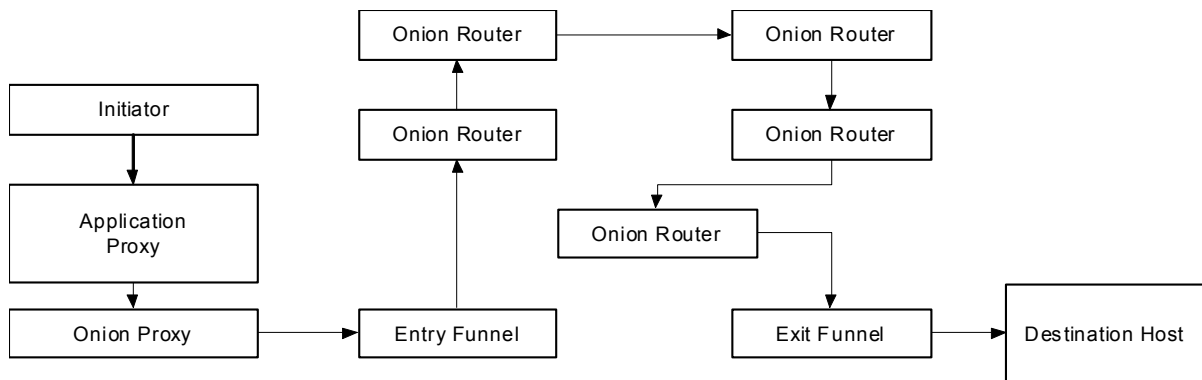 Onion Router
Onion Router
Initiator
Onion Router
Onion Router
Application
Proxy
Onion Router
Onion Proxy
Entry Funnel
Exit Funnel
Destination Host